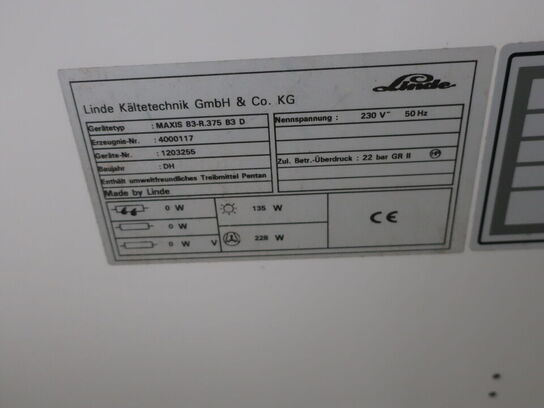 Linde
Linde Kältetechnik GmbH & Co. KG
Gerätetyp : MAXIS 83-R.375 B3 D
Erzeugnis-Nr. : 4000117
Geräte-Nr. : 1203255
Baujahr : DH
Enthält umweltfreundliches Treibmittel Pentan
Made by Linde
Nennspannung : 230 V~ 50 Hz
Zul. Betr.-Überdruck : 22 bar GR II
0 W
0 W
0 W V
135 W
228 W
CE